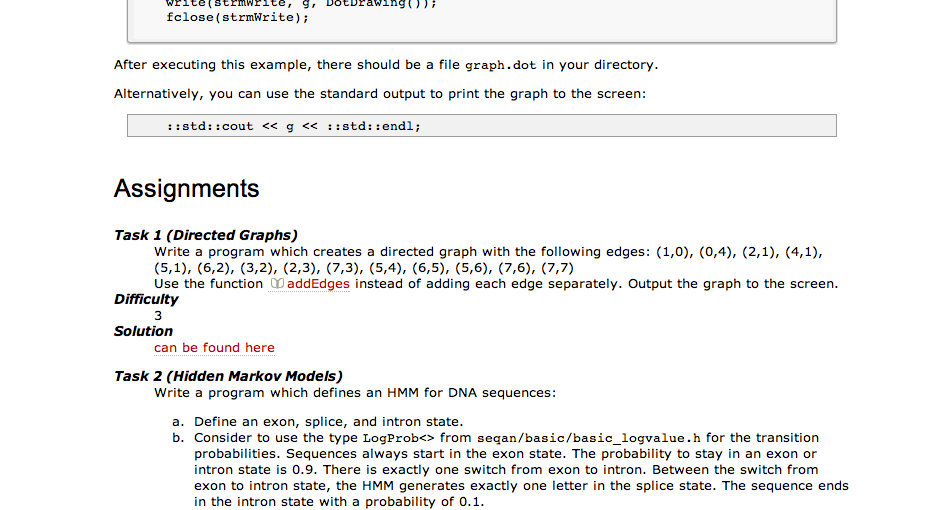 write(strmWrite, g, DotDrawing());
fclose(strmWrite);
After executing this example, there should be a file graph.dot in your directory.
Alternatively, you can use the standard output to print the graph to the screen:
::std::cout << g << ::std::endl;
Assignments
Task 1 (Directed Graphs)
Write a program which creates a directed graph with the following edges: (1,0), (0,4), (2,1), (4,1),
(5,1), (6,2), (3,2), (2,3), (7,3), (5,4), (6,5), (5,6), (7,6), (7,7)
Use the function addEdges instead of adding each edge separately. Output the graph to the screen.
Difficulty
3
Solution
can be found here
Task 2 (Hidden Markov Models)
Write a program which defines an HMM for DNA sequences:
a. Define an exon, splice, and intron state.
b. Consider to use the type LogProb<> from seqan/basic/basic_logvalue.h for the transition
probabilities. Sequences always start in the exon state. The probability to stay in an exon or
intron state is 0.9. There is exactly one switch from exon to intron. Between the switch from
exon to intron state, the HMM generates exactly one letter in the splice state. The sequence ends
in the intron state with a probability of 0.1.